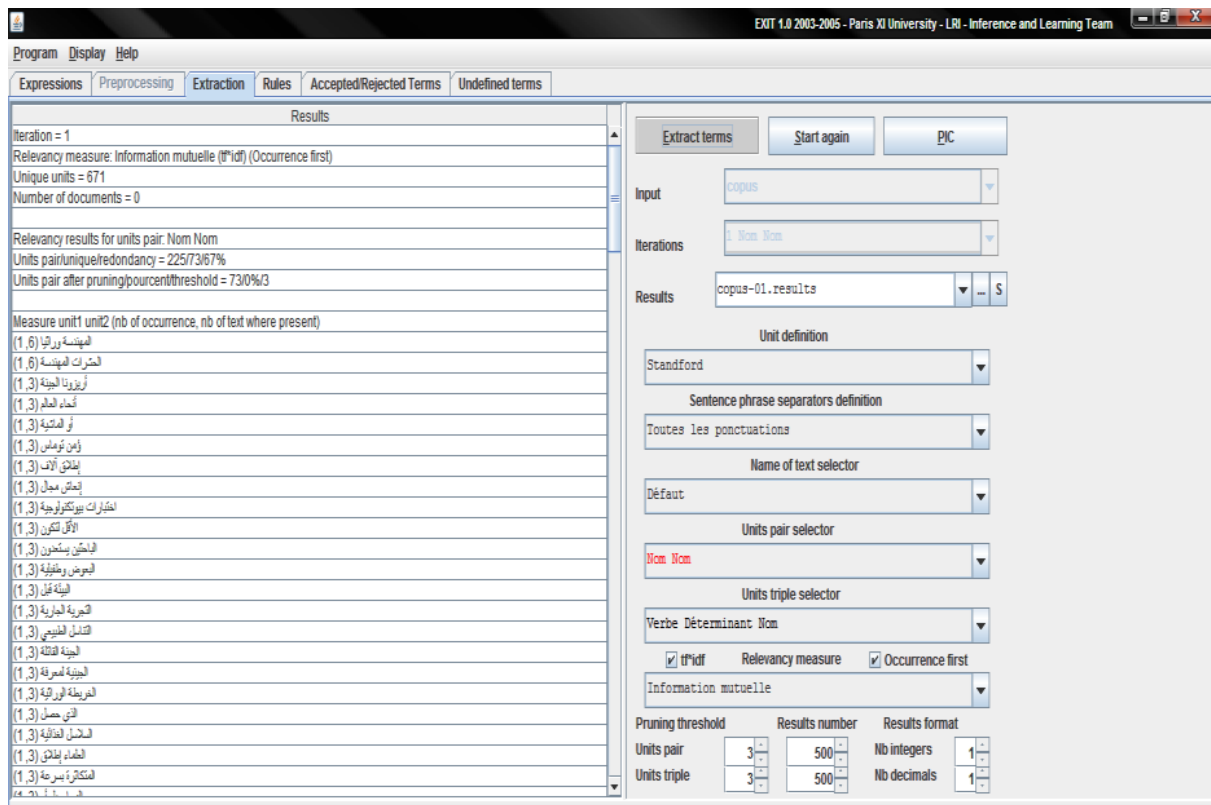 EXIT 1.0 2003-2005 - Paris XI University - LRI - Inference and Learning Team
Program Display Help
Expressions Preprocessing Extraction Rules Accepted/Rejected Terms Undefined terms
Results
Iteration = 1
Relevancy measure: Information mutuelle (tf*idf) (Occurrence first)
Unique units = 671
Number of documents = 0
Relevancy results for units pair: Nom Nom
Units pair/unique/redondancy = 225/73/67%
Units pair after pruning/pourcent/threshold = 73/0%/3
Measure unit1 unit2 (nb of occurrence, nb of text where present)
المهندسة وراثيا (6, 1)
الحشرات المهندسة (6, 1)
أريزونا الجينة (3, 1)
أنحاء العالم (3, 1)
أو الماشية (3, 1)
ؤمن توماس (3, 1)
إطلاق آلاف (3, 1)
إنعاش مجال (3, 1)
اختبارات بيوتكنولوجية (3, 1)
الأقل لتكون (3, 1)
الباحثين يستعدون (3, 1)
البعوض وطفيلية (3, 1)
البيئة قبل (3, 1)
التجربة الجارية (3, 1)
التناسل الطبيعي (3, 1)
الجينة القاتلة (3, 1)
الجينية لمعرفة (3, 1)
الخريطة الوراثية (3, 1)
الذي حصل (3, 1)
السلاسل الغذائية (3, 1)
العلماء إطلاق (3, 1)
المتكاثرة بسرعة (3, 1)
Extract terms Start again PIC
Input copus
Iterations 1 Nom Nom
Results copus-01.results ... S
Unit definition
Standford
Sentence phrase separators definition
Toutes les ponctuations
Name of text selector
Défaut
Units pair selector
Nom Nom
Units triple selector
Verbe Déterminant Nom
tf*idf Relevancy measure Occurrence first
Information mutuelle
Pruning threshold Results number Results format
Units pair 3 500 Nb integers 1
Units triple 3 500 Nb decimals 1